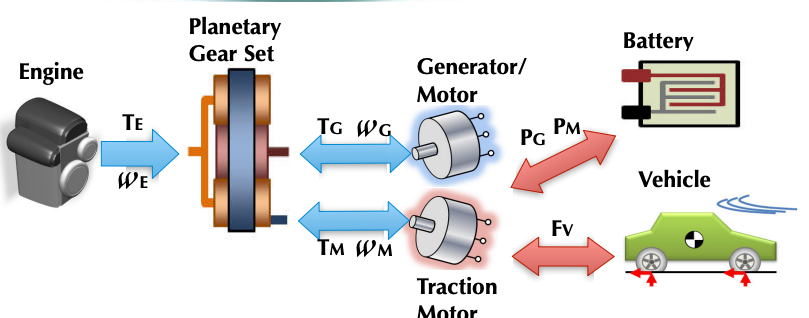 Planetary
Gear Set
Engine
Generator/
Motor
Battery
TE
ωE
TG ωG
PG PM
TM ωM
Vehicle
FV
Traction
Motor